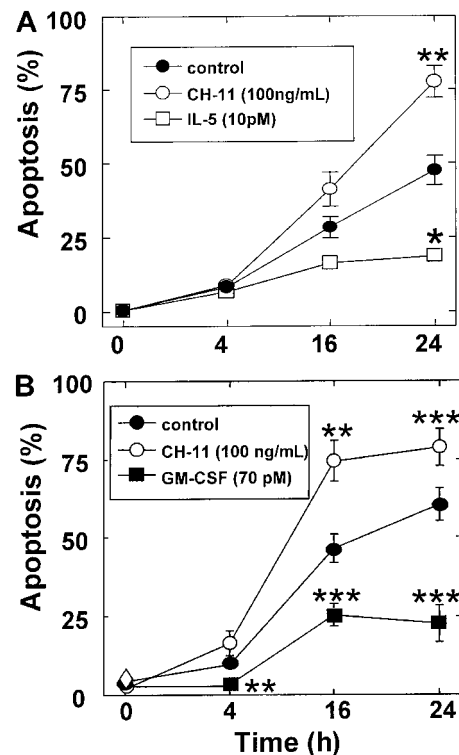 A
Apoptosis (%)
100
75
50
25
0
control
CH-11 (100ng/mL)
IL-5 (10pM)
**
*
0 4 16 24
B
Apoptosis (%)
100
75
50
25
0
control
CH-11 (100 ng/mL)
GM-CSF (70 pM)
** ***
*** ***
**
0 4 16 24
Time (h)